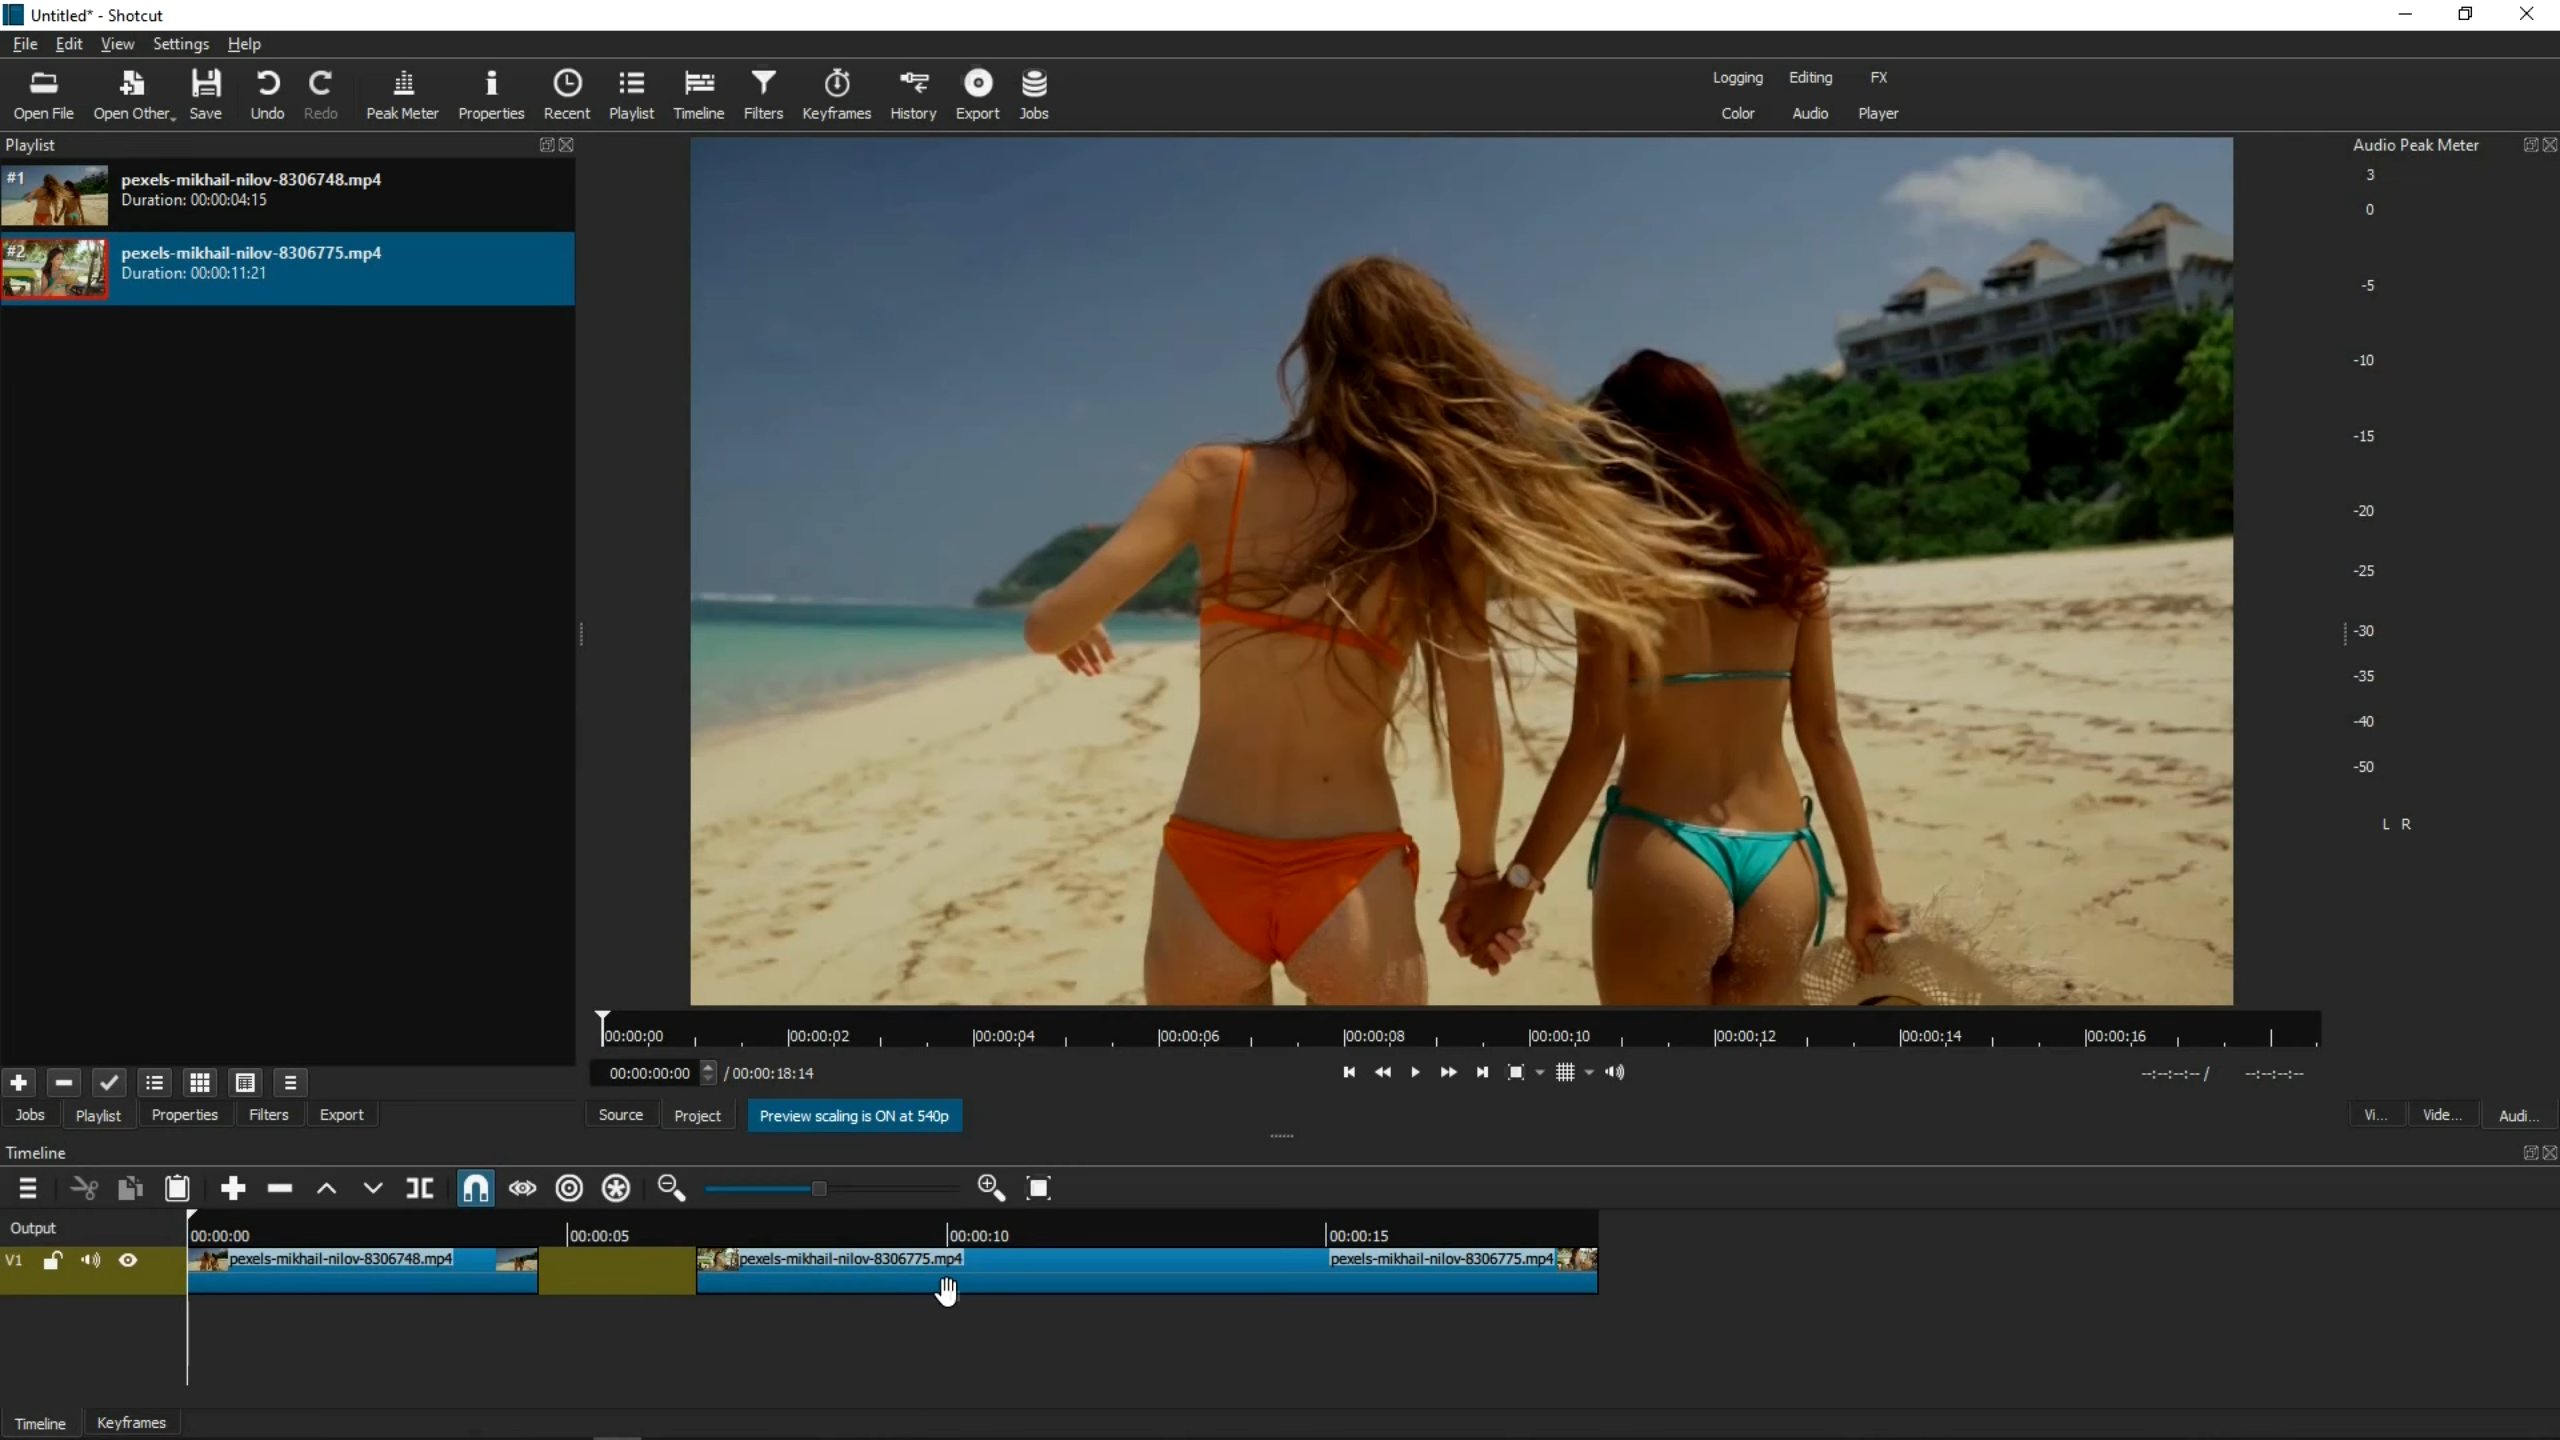 Untitled* - Shotcut
File Edit View Settings Help
Open File Open Other Save Undo Redo Peak Meter Properties Recent Playlist Timeline Filters Keyframes History Export Jobs
Logging Editing FX
Color Audio Player
Playlist
#1
pexels-mikhail-nilov-8306748.mp4
Duration: 00:00:04:15
#2
pexels-mikhail-nilov-8306775.mp4
Duration: 00:00:11:21
Audio Peak Meter
3
0
-5
-10
-15
-20
-25
-30
-35
-40
-50
L R
00:00:00 00:00:02 00:00:04 00:00:06 00:00:08 00:00:10 00:00:12 00:00:14 00:00:16
00:00:00:00 / 00:00:18:14
--:--:--:-- / --:--:--:--
Jobs Playlist Properties Filters Export
Source Project Preview scaling is ON at 540p
Vi... Vide... Audi...
Timeline
Output
00:00:00 00:00:05 00:00:10 00:00:15
V1
pexels-mikhail-nilov-8306748.mp4 pexels-mikhail-nilov-8306775.mp4 pexels-mikhail-nilov-8306775.mp4
Timeline Keyframes